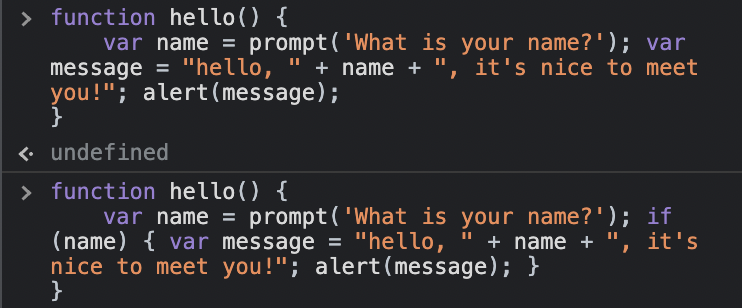 > function hello() {
var name = prompt('What is your name?'); var
message = "hello, " + name + ", it's nice to meet
you!"; alert(message);
}
undefined
> function hello() {
var name = prompt('What is your name?'); if
(name) { var message = "hello, " + name + ", it's
nice to meet you!"; alert(message); }
}